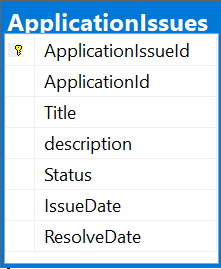 ApplicationIssues
ApplicationIssueId
ApplicationId
Title
description
Status
IssueDate
ResolveDate